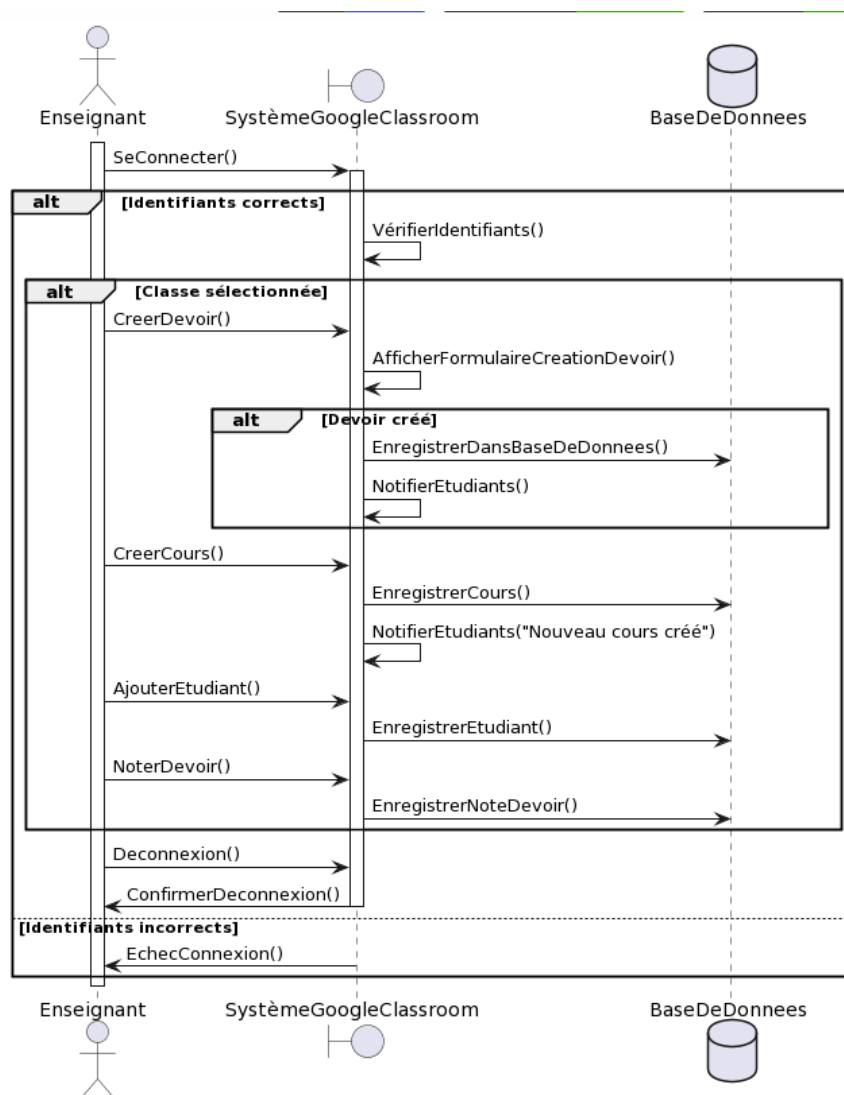 Enseignant SystèmeGoogleClassroom BaseDeDonnees
SeConnecter()
alt [Identifiants corrects]
VérifierIdentifiants()
alt [Classe sélectionnée]
CreerDevoir()
AfficherFormulaireCreationDevoir()
alt [Devoir créé]
EnregistrerDansBaseDeDonnees()
NotifierEtudiants()
CreerCours()
EnregistrerCours()
NotifierEtudiants("Nouveau cours créé")
AjouterEtudiant()
EnregistrerEtudiant()
NoterDevoir()
EnregistrerNoteDevoir()
Deconnexion()
ConfirmerDeconnexion()
[Identifiants incorrects]
EchecConnexion()
Enseignant SystèmeGoogleClassroom BaseDeDonnees